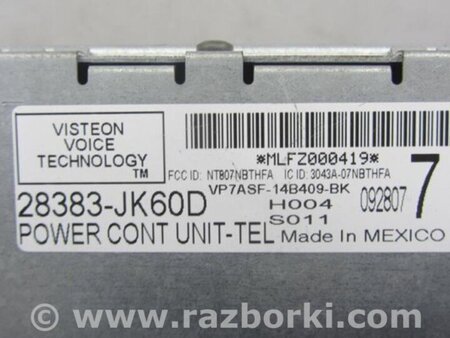 VISTEON
VOICE
TECHNOLOGY TM
*MLFZ000419*
FCC ID: NT807NBTHFA IC ID: 3043A-07NBTHFA
VP7ASF-14B409-BK
28383-JK60D
H004
092807
7
S011
POWER CONT UNIT-TEL
Made In MEXICO
© www.razborki.com